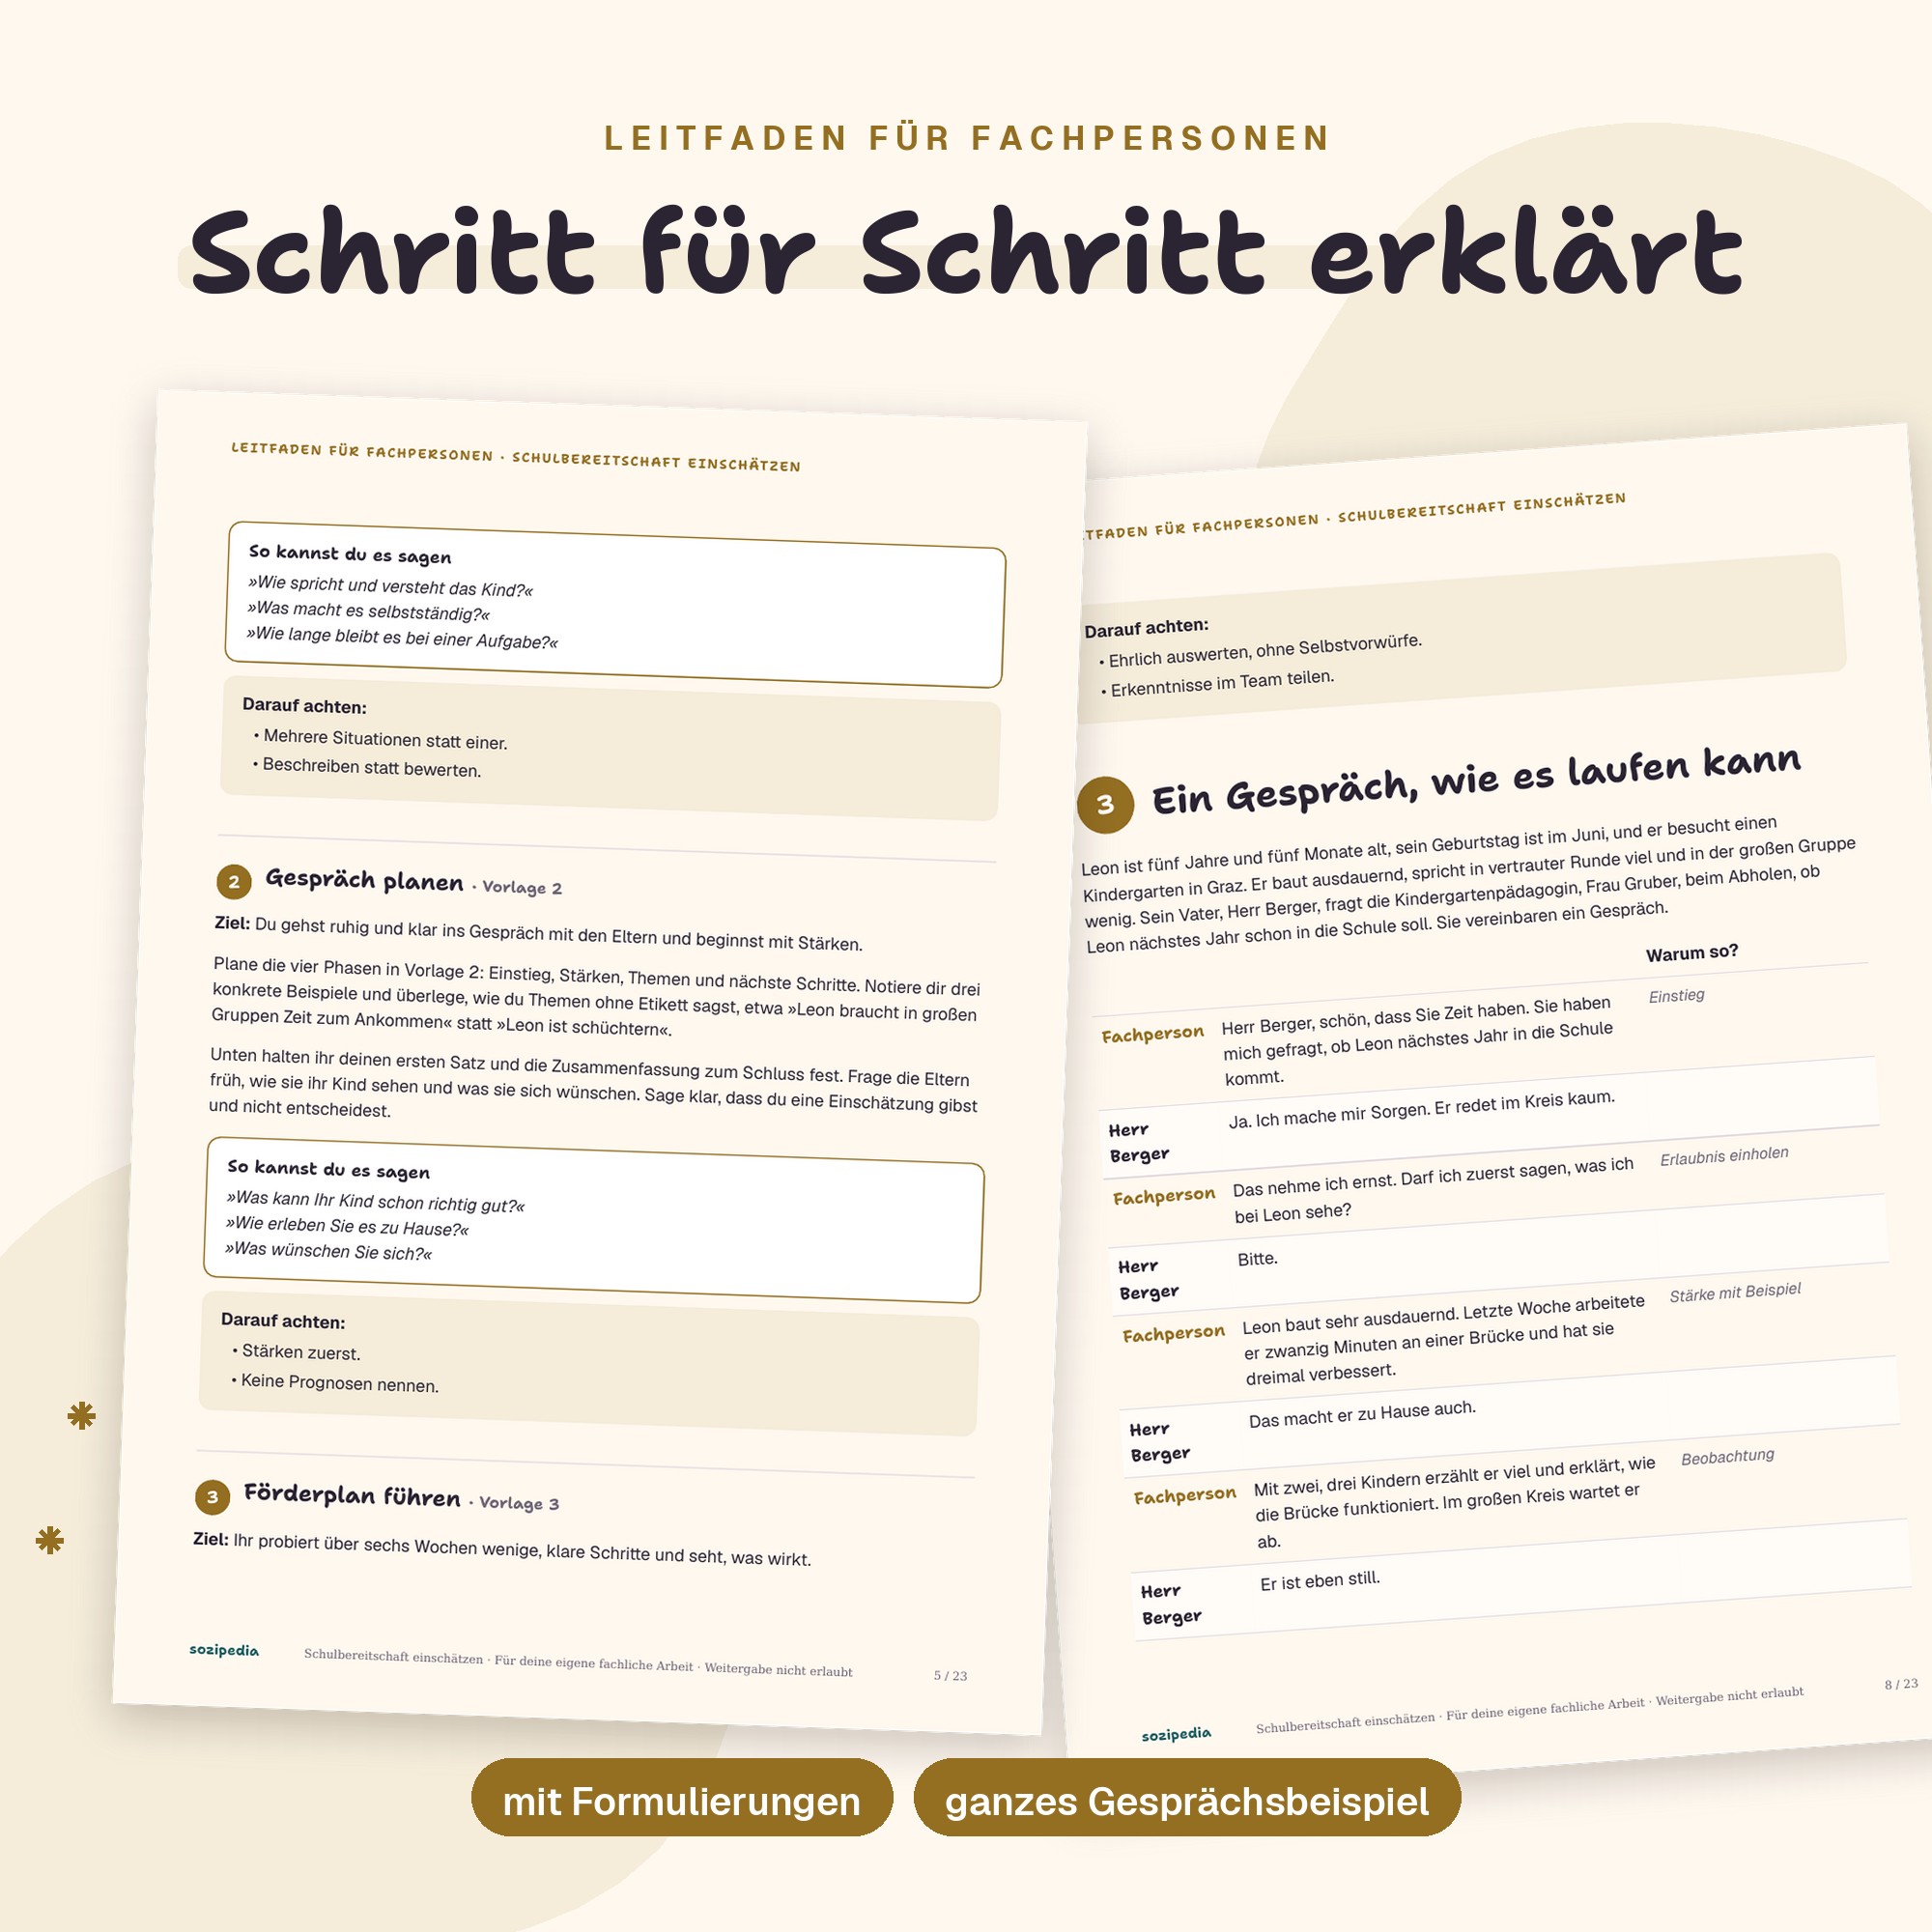 LEITFADEN FÜR FACHPERSONEN
Schritt für Schritt erklärt
LEITFADEN FÜR FACHPERSONEN · SCHULBEREITSCHAFT EINSCHÄTZEN
So kannst du es sagen
»Wie spricht und versteht das Kind?«
»Was macht es selbstständig?«
»Wie lange bleibt es bei einer Aufgabe?«
Darauf achten:
• Mehrere Situationen statt einer.
• Beschreiben statt bewerten.
2 Gespräch planen · Vorlage 2
Ziel: Du gehst ruhig und klar ins Gespräch mit den Eltern und beginnst mit Stärken.
Plane die vier Phasen in Vorlage 2: Einstieg, Stärken, Themen und nächste Schritte. Notiere dir drei
konkrete Beispiele und überlege, wie du Themen ohne Etikett sagst, etwa »Leon braucht in großen
Gruppen Zeit zum Ankommen« statt »Leon ist schüchtern«.
Unten halten ihr deinen ersten Satz und die Zusammenfassung zum Schluss fest. Frage die Eltern
früh, wie sie ihr Kind sehen und was sie sich wünschen. Sage klar, dass du eine Einschätzung gibst
und nicht entscheidest.
So kannst du es sagen
»Was kann Ihr Kind schon richtig gut?«
»Wie erleben Sie es zu Hause?«
»Was wünschen Sie sich?«
Darauf achten:
• Stärken zuerst.
• Keine Prognosen nennen.
3 Förderplan führen · Vorlage 3
Ziel: Ihr probiert über sechs Wochen wenige, klare Schritte und seht, was wirkt.
sozipedia Schulbereitschaft einschätzen · Für deine eigene fachliche Arbeit · Weitergabe nicht erlaubt 5 / 23
TFADEN FÜR FACHPERSONEN · SCHULBEREITSCHAFT EINSCHÄTZEN
Darauf achten:
• Ehrlich auswerten, ohne Selbstvorwürfe.
• Erkenntnisse im Team teilen.
3 Ein Gespräch, wie es laufen kann
Leon ist fünf Jahre und fünf Monate alt, sein Geburtstag ist im Juni, und er besucht einen
Kindergarten in Graz. Er baut ausdauernd, spricht in vertrauter Runde viel und in der großen Gruppe
wenig. Sein Vater, Herr Berger, fragt die Kindergartenpädagogin, Frau Gruber, beim Abholen, ob
Leon nächstes Jahr schon in die Schule soll. Sie vereinbaren ein Gespräch.
Warum so?
Fachperson Herr Berger, schön, dass Sie Zeit haben. Sie haben Einstieg
mich gefragt, ob Leon nächstes Jahr in die Schule
kommt.
Herr Ja. Ich mache mir Sorgen. Er redet im Kreis kaum.
Berger
Fachperson Das nehme ich ernst. Darf ich zuerst sagen, was ich Erlaubnis einholen
bei Leon sehe?
Herr Bitte.
Berger
Fachperson Leon baut sehr ausdauernd. Letzte Woche arbeitete Stärke mit Beispiel
er zwanzig Minuten an einer Brücke und hat sie
dreimal verbessert.
Herr Das macht er zu Hause auch.
Berger
Fachperson Mit zwei, drei Kindern erzählt er viel und erklärt, wie Beobachtung
die Brücke funktioniert. Im großen Kreis wartet er
ab.
Herr Er ist eben still.
Berger
sozipedia Schulbereitschaft einschätzen · Für deine eigene fachliche Arbeit · Weitergabe nicht erlaubt 8 / 23
mit Formulierungen
ganzes Gesprächsbeispiel